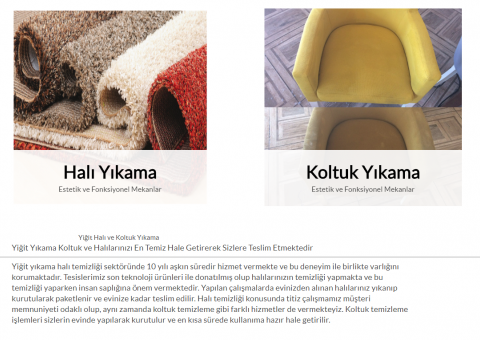 Halı Yıkama
Estetik ve Fonksiyonel Mekanlar
Koltuk Yıkama
Estetik ve Fonksiyonel Mekanlar
Yiğit Halı ve Koltuk Yıkama
Yiğit Yıkama Koltuk ve Halılarınızı En Temiz Hale Getirerek Sizlere Teslim Etmektedir
Yiğit yıkama halı temizliği sektöründe 10 yılı aşkın süredir hizmet vermekte ve bu deneyim ile birlikte varlığını
korumaktadır. Tesislerimiz son teknoloji ürünleri ile donatılmış olup halılarınızın temizliği yapmakta ve bu
temizliği yaparken insan saplığına önem vermektedir. Yapılan çalışmalarda evinizden alınan halılarınız yıkanıp
kurutularak paketlenir ve evinize kadar teslim edilir. Halı temizliği konusunda titiz çalışmamız müşteri
memnuniyeti odaklı olup, aynı zamanda koltuk temizleme gibi farklı hizmetler de vermekteyiz. Koltuk temizleme
işlemleri sizlerin evinde yapılarak kurutulur ve en kısa sürede kullanıma hazır hale getirilir.